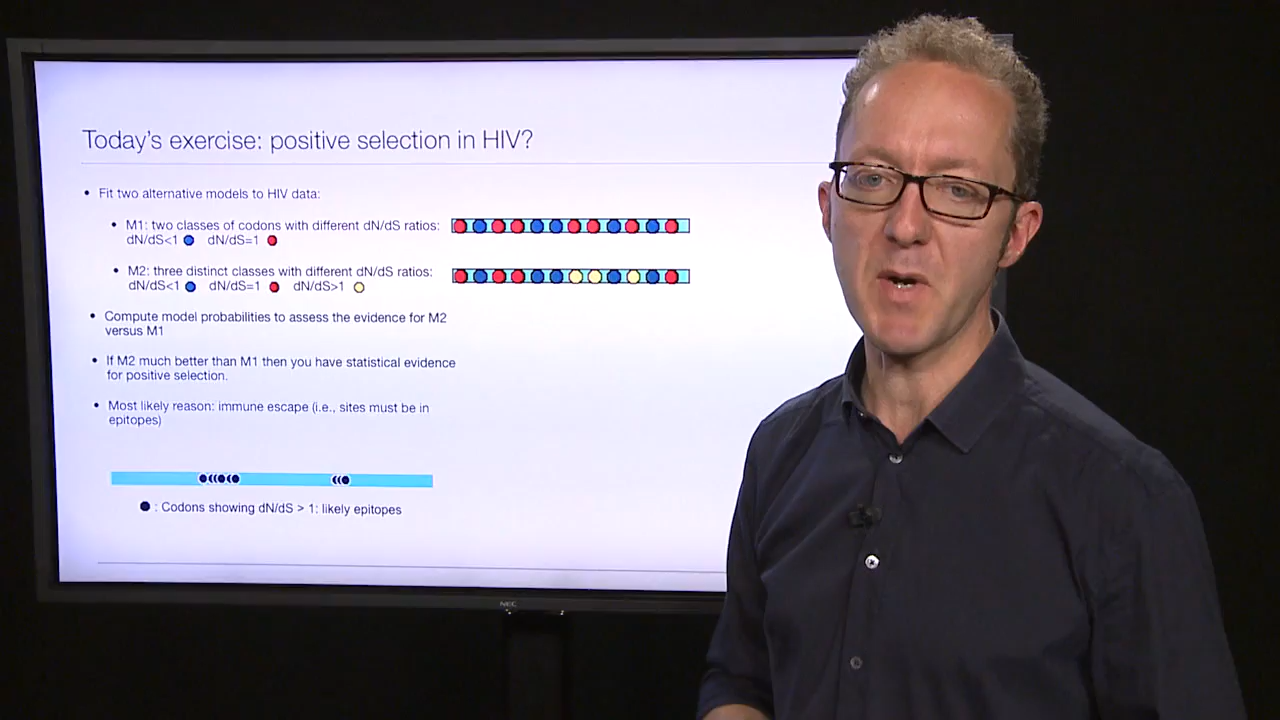 Today's exercise: positive selection in HIV?
• Fit two alternative models to HIV data:
• M1: two classes of codons with different dN/dS ratios:
dN/dS<1 dN/dS=1
• M2: three distinct classes with different dN/dS ratios:
dN/dS<1 dN/dS=1 dN/dS>1
• Compute model probabilities to assess the evidence for M2
versus M1
• If M2 much better than M1 then you have statistical evidence
for positive selection.
• Most likely reason: immune escape (i.e., sites must be in
epitopes)
: Codons showing dN/dS > 1: likely epitopes
NEC